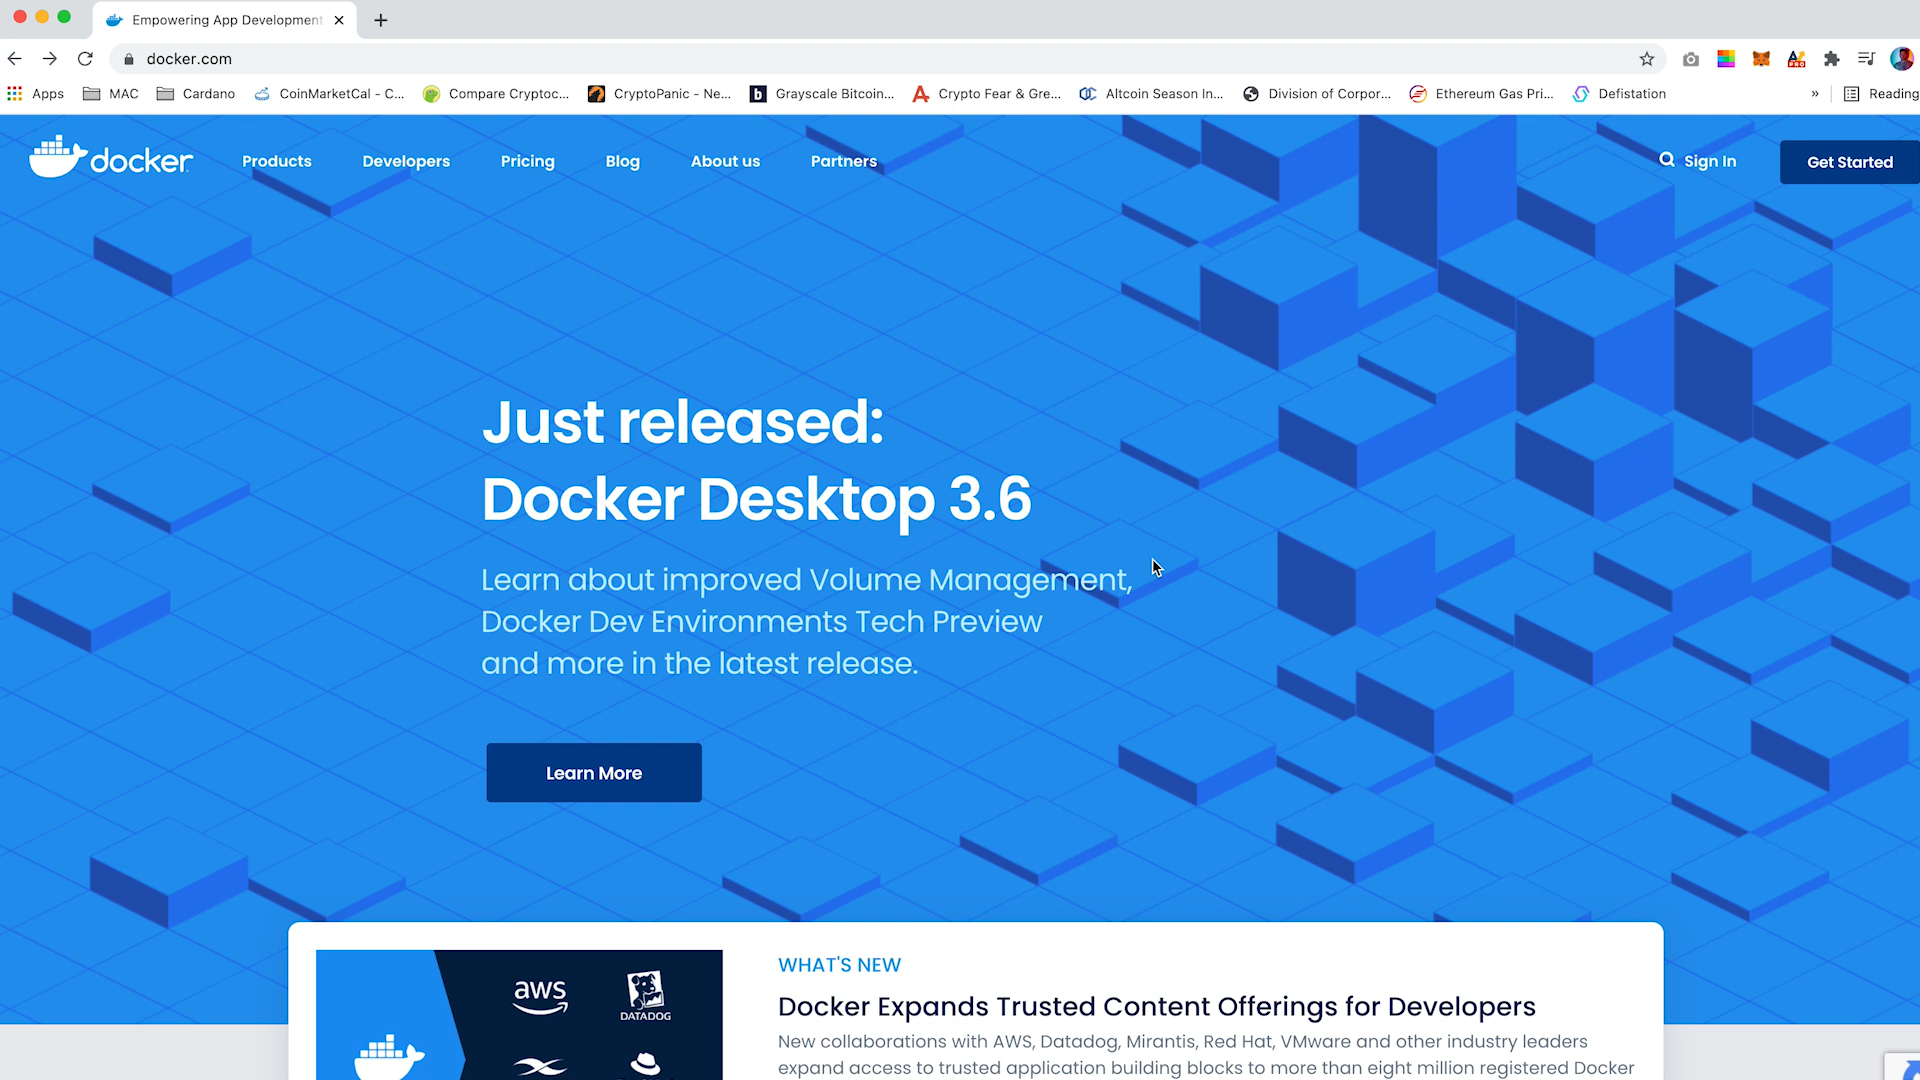 Empowering App Development
docker.com
Apps MAC Cardano CoinMarketCal - C... Compare Cryptoc... CryptoPanic - Ne... Grayscale Bitcoin... Crypto Fear & Gre... Altcoin Season In... Division of Corpor... Ethereum Gas Pri... Defistation » Reading
docker Products Developers Pricing Blog About us Partners Sign In Get Started
Just released:
Docker Desktop 3.6
Learn about improved Volume Management,
Docker Dev Environments Tech Preview
and more in the latest release.
Learn More
aws DATADOG
WHAT'S NEW
Docker Expands Trusted Content Offerings for Developers
New collaborations with AWS, Datadog, Mirantis, Red Hat, VMware and other industry leaders
expand access to trusted application building blocks to more than eight million registered Docker